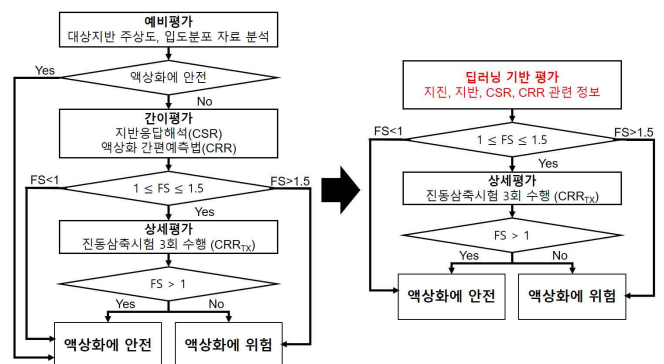 예비평가
대상지반 주상도, 입도분포 자료 분석
Yes
액상화에 안전
No
간이평가
지반응답해석(CSR)
액상화 간편예측법(CRR)
FS<1
1 ≤ FS ≤ 1.5
FS>1.5
Yes
상세평가
진동삼축시험 3회 수행 (CRRTX)
FS > 1
Yes
No
액상화에 안전
액상화에 위험
딥러닝 기반 평가
지진, 지반, CSR, CRR 관련 정보
FS<1
1 ≤ FS ≤ 1.5
FS>1.5
Yes
상세평가
진동삼축시험 3회 수행 (CRRTX)
FS > 1
Yes
No
액상화에 안전
액상화에 위험